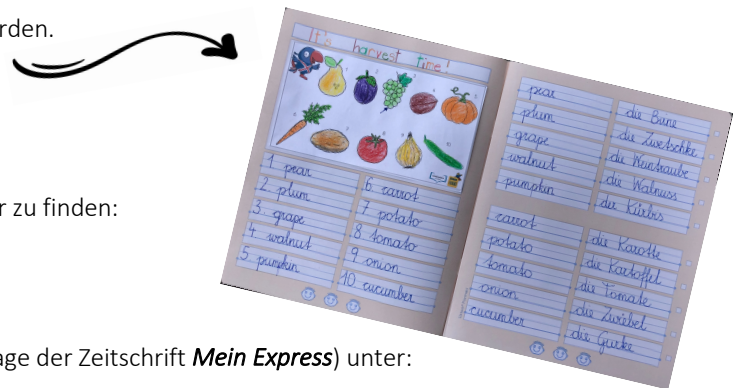 rden.
It's harvest time!
1 pear
2. plum
3. grape
4. walnut
5 pumpkin
6 carrot
7 potato
8 tomato
9 onion
10 cucumber
pear
plum
grape
walnut
pumpkin
die Birne
die Zwetschke
die Weintraube
die Walnuss
der Kürbis
carrot
potato
tomato
onion
cucumber
die Karotte
die Kartoffel
die Tomate
die Zwiebel
die Gurke
r zu finden:
age der Zeitschrift Mein Express) unter: